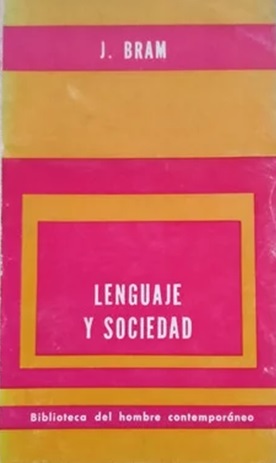 J. BRAM
LENGUAJE
Y SOCIEDAD
Biblioteca del hombre contemporáneo